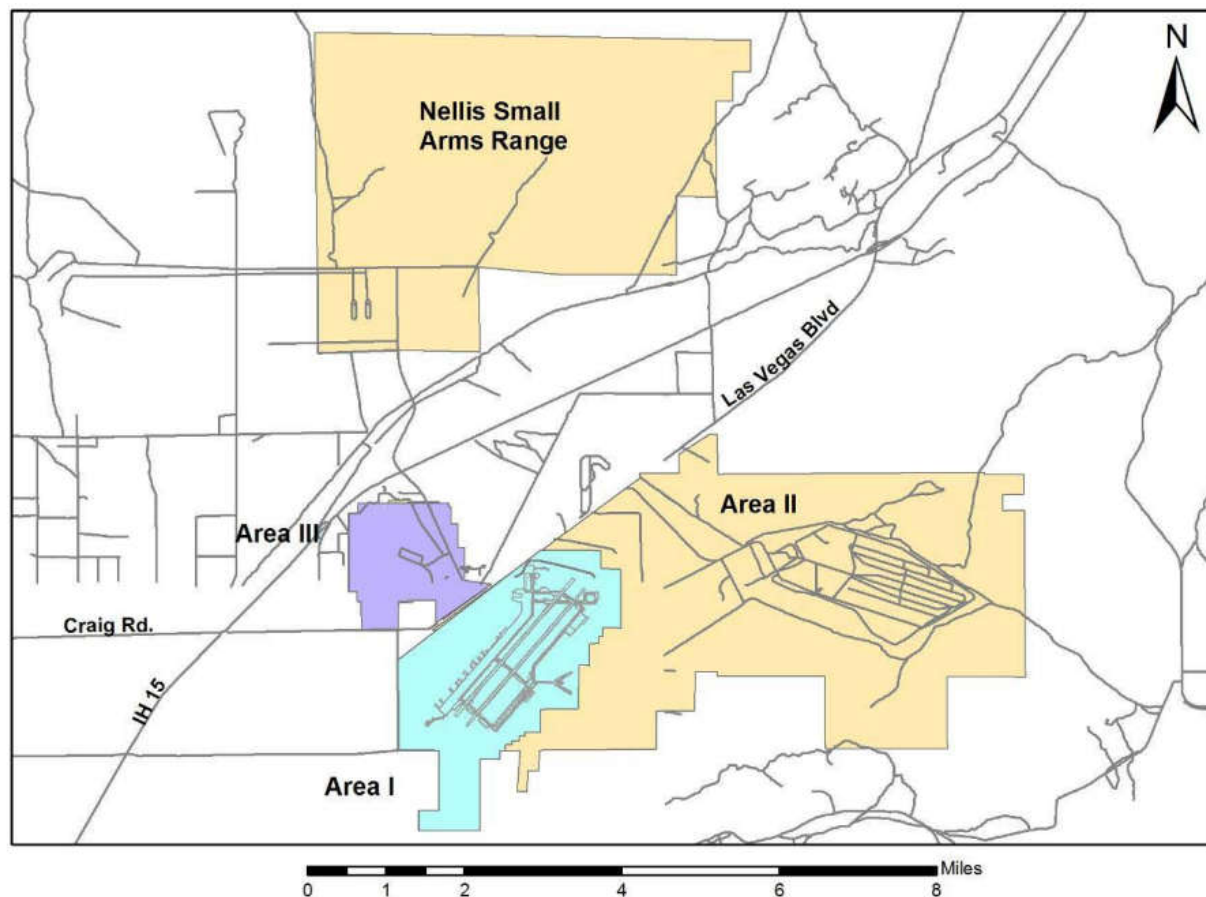 N
Nellis Small
Arms Range
Las Vegas Blvd
Area II
Area III
Craig Rd.
IH 15
Area I
Miles
0 1 2 4 6 8